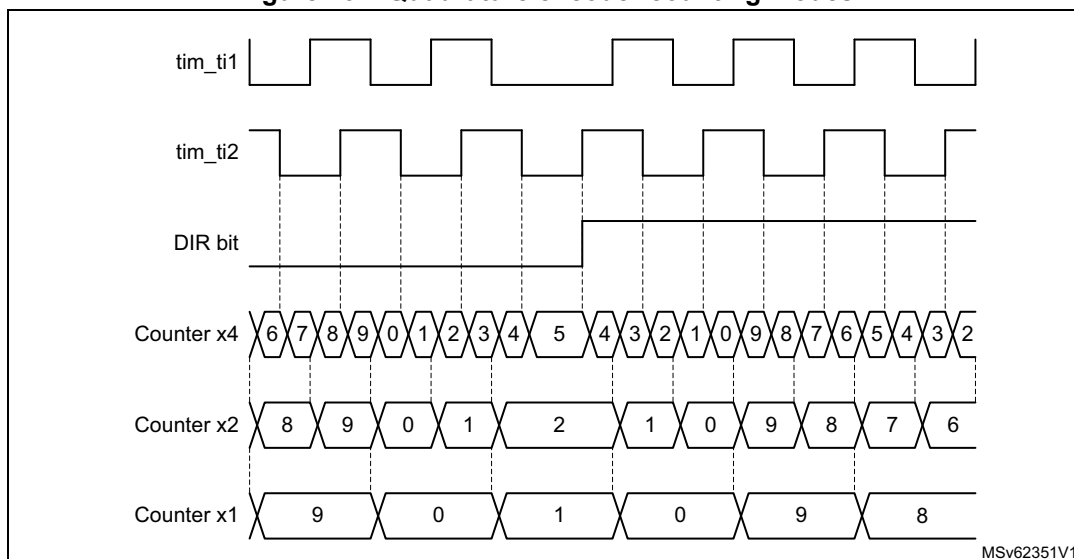 tim_ti1
tim_ti2
DIR bit
Counter x4 6 7 8 9 0 1 2 3 4 5 4 3 2 1 0 9 8 7 6 5 4 3 2
Counter x2 8 9 0 1 2 1 0 9 8 7 6
Counter x1 9 0 1 0 9 8
MSv62351V1